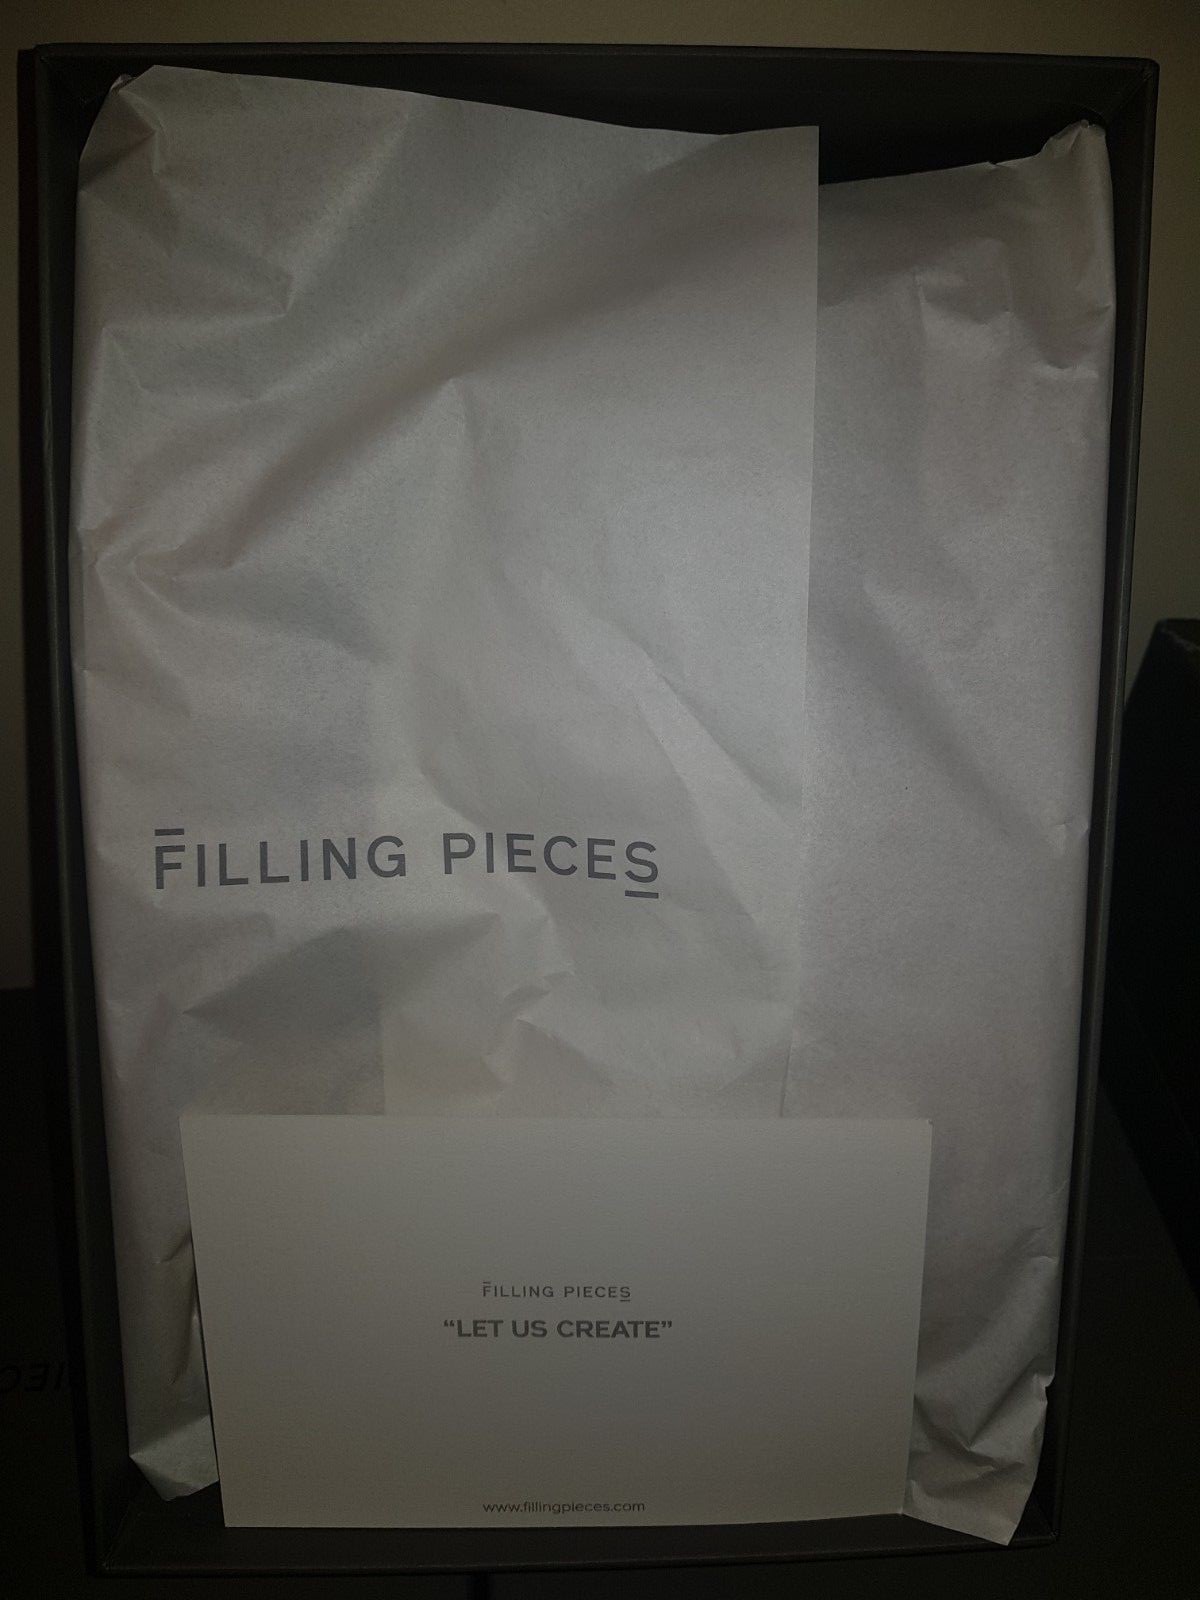 FILLING PIECES
FILLING PIECES
“LET US CREATE”
www.fillingpieces.com